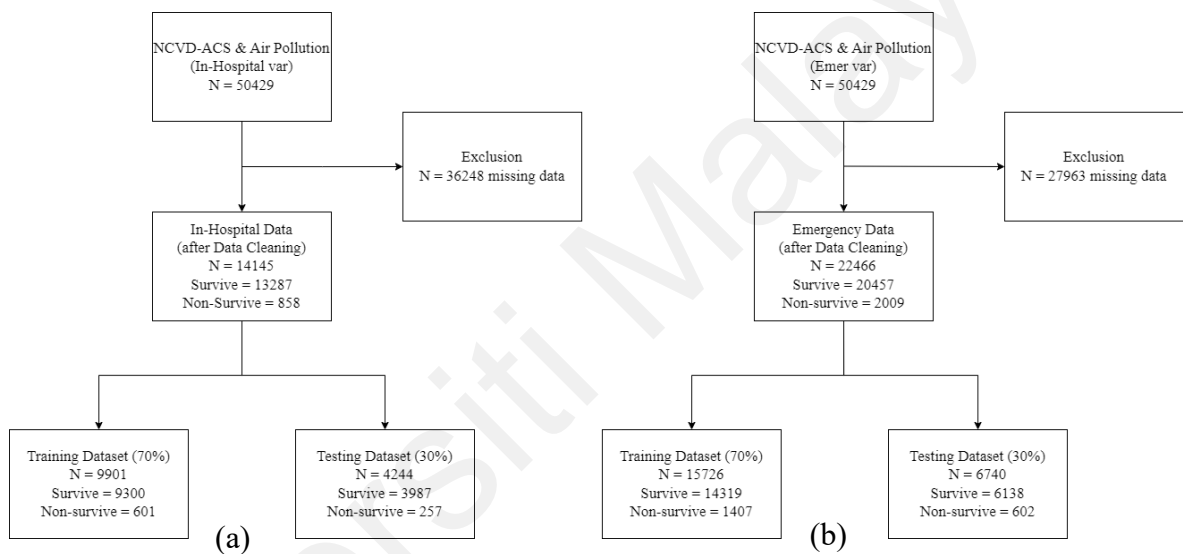 NCVD-ACS & Air Pollution
(In-Hospital var)
N = 50429
Exclusion
N = 36248 missing data
In-Hospital Data
(after Data Cleaning)
N = 14145
Survive = 13287
Non-Survive = 858
Training Dataset (70%)
N = 9901
Survive = 9300
Non-survive = 601
Testing Dataset (30%)
N = 4244
Survive = 3987
Non-survive = 257
(a)
NCVD-ACS & Air Pollution
(Emer var)
N = 50429
Exclusion
N = 27963 missing data
Emergency Data
(after Data Cleaning)
N = 22466
Survive = 20457
Non-survive = 2009
Training Dataset (70%)
N = 15726
Survive = 14319
Non-survive = 1407
Testing Dataset (30%)
N = 6740
Survive = 6138
Non-survive = 602
(b)
ersiti Malay